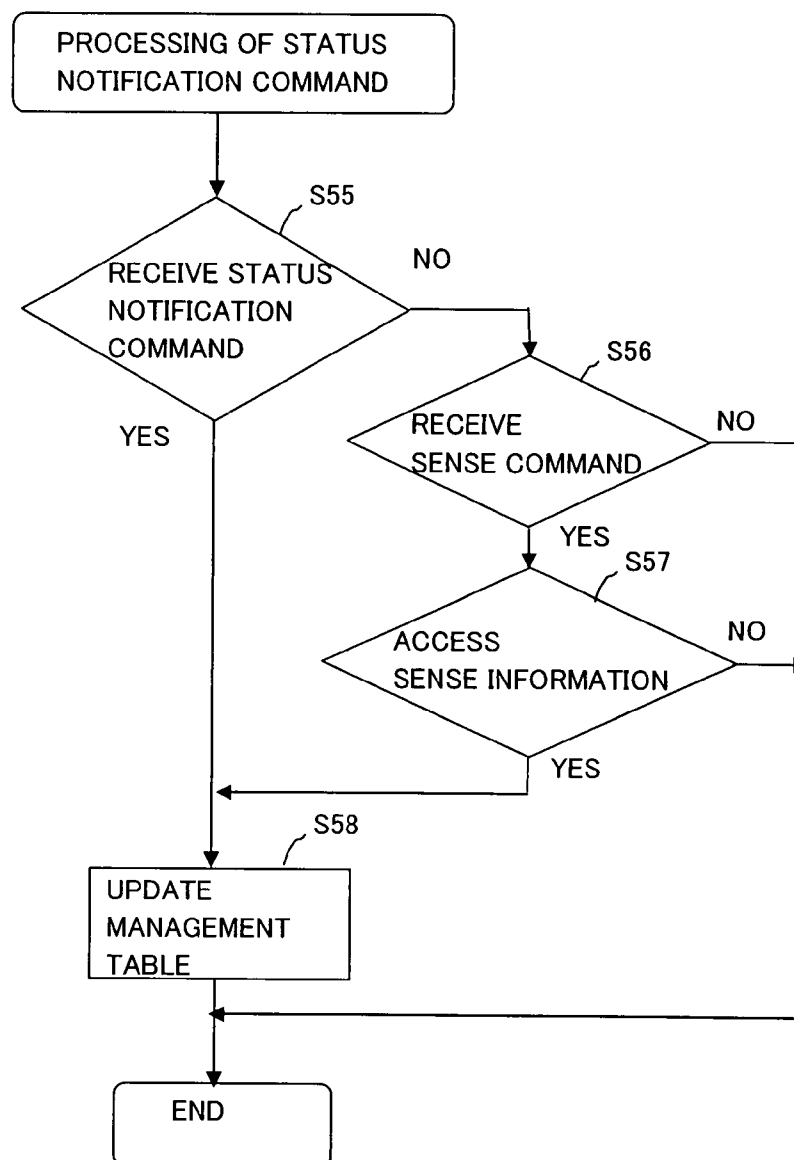 PROCESSING OF STATUS
NOTIFICATION COMMAND
S55
RECEIVE STATUS
NOTIFICATION
COMMAND
NO
YES
S56
RECEIVE
SENSE COMMAND
NO
YES
S57
ACCESS
SENSE INFORMATION
NO
YES
S58
UPDATE
MANAGEMENT
TABLE
END